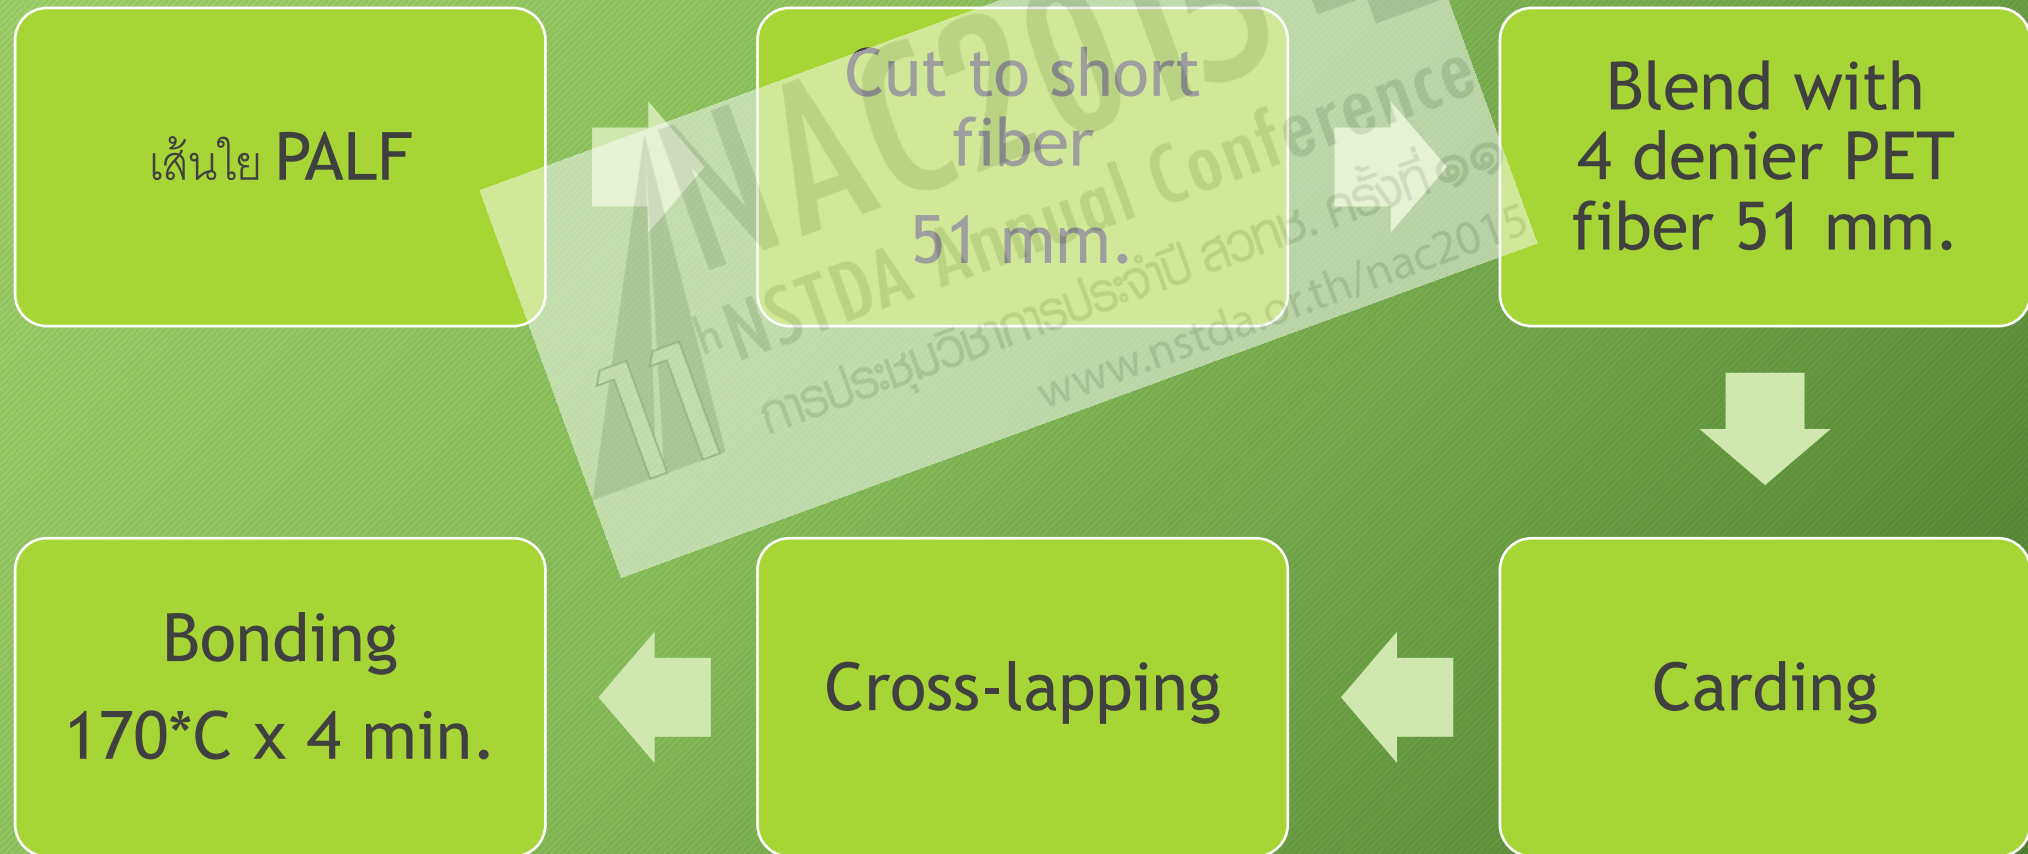 เส้นใย PALF
Cut to short
fiber
51 mm.
Blend with
4 denier PET
fiber 51 mm.
Carding
Cross-lapping
Bonding
170*C x 4 min.
NAC2015
11th NSTDA Annual Conference
การประชุมวิชาการประจำปี สวทช. ครั้งที่ ๑๑
www.nstda.or.th/nac2015